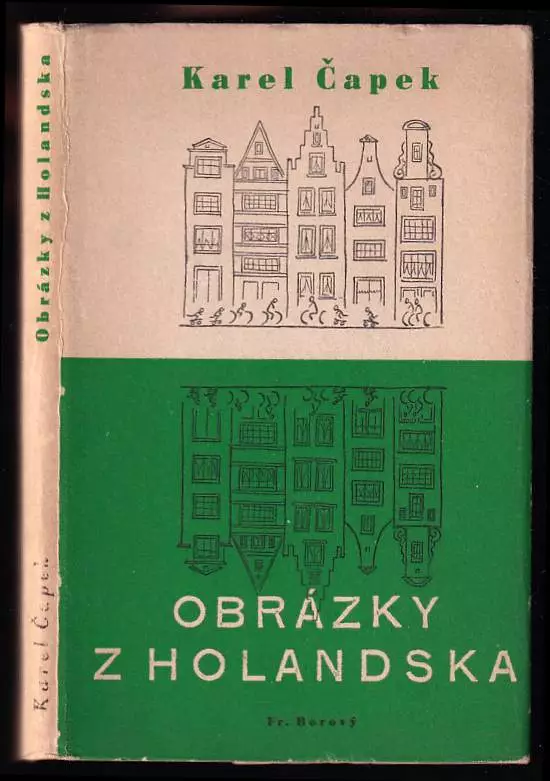 Karel Čapek
OBRÁZKY
Z HOLANDSKA
Fr. Borový
Karel Čapek
Obrázky z Holandska